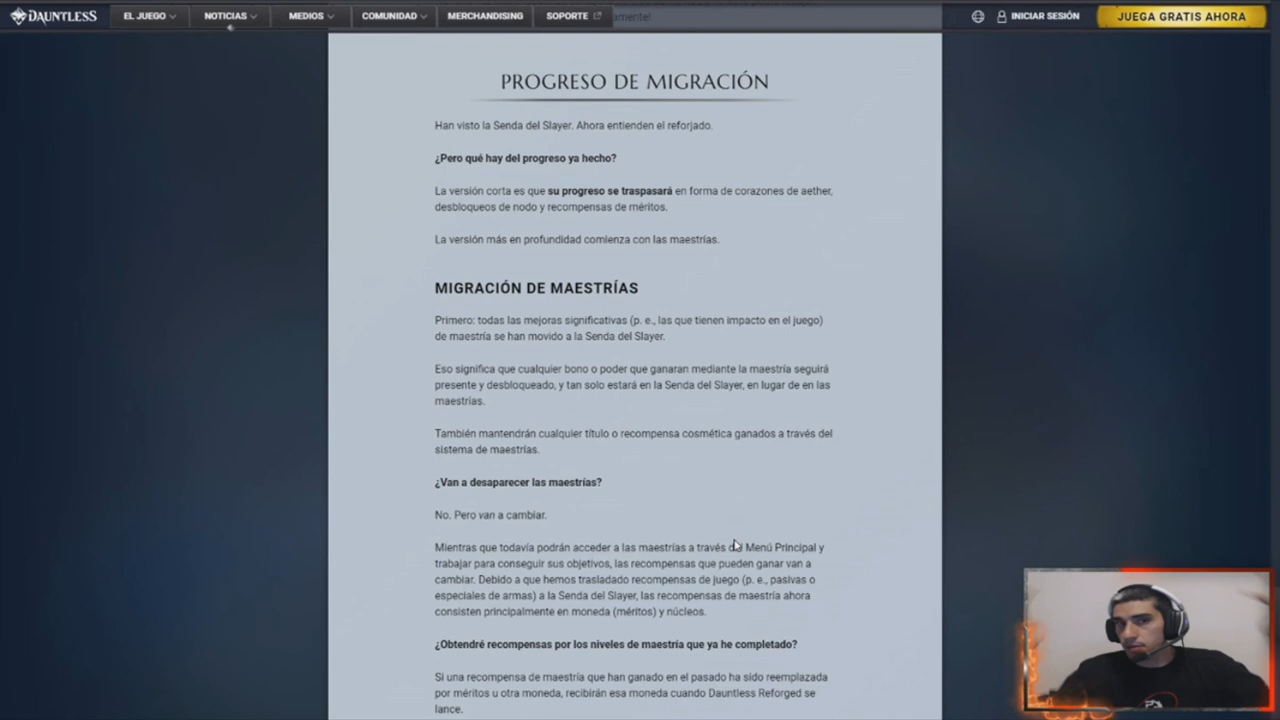 DAUNTLESS
EL JUEGO
NOTICIAS
MEDIOS
COMUNIDAD
MERCHANDISING
SOPORTE
INICIAR SESIÓN
JUEGA GRATIS AHORA
PROGRESO DE MIGRACIÓN
Han visto la Senda del Slayer. Ahora entienden el reforjado.
¿Pero qué hay del progreso ya hecho?
La versión corta es que su progreso se traspasará en forma de corazones de aether,
desbloqueos de nodo y recompensas de méritos.
La versión más en profundidad comienza con las maestrías.
MIGRACIÓN DE MAESTRÍAS
Primero: todas las mejoras significativas (p. e., las que tienen impacto en el juego)
de maestría se han movido a la Senda del Slayer.
Eso significa que cualquier bono o poder que ganaran mediante la maestría seguirá
presente y desbloqueado, y tan solo estará en la Senda del Slayer, en lugar de en las
maestrías.
También mantendrán cualquier título o recompensa cosmética ganados a través del
sistema de maestrías.
¿Van a desaparecer las maestrías?
No. Pero van a cambiar.
Mientras que todavía podrán acceder a las maestrías a través del Menú Principal y
trabajar para conseguir sus objetivos, las recompensas que pueden ganar van a
cambiar. Debido a que hemos trasladado recompensas de juego (p. e., pasivas o
especiales de armas) a la Senda del Slayer, las recompensas de maestría ahora
consisten principalmente en moneda (méritos) y núcleos.
¿Obtendré recompensas por los niveles de maestría que ya he completado?
Si una recompensa de maestría que han ganado en el pasado ha sido reemplazada
por méritos u otra moneda, recibirán esa moneda cuando Dauntless Reforged se
lance.